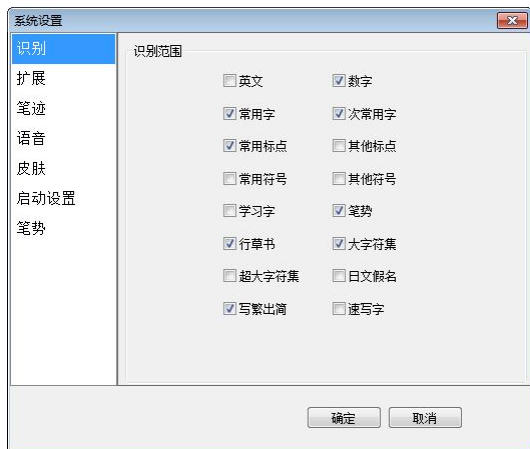 系统设置
识别
扩展
笔迹
语音
皮肤
启动设置
笔势
识别范围
英文 数字
常用字 次常用字
常用标点 其他标点
常用符号 其他符号
学习字 笔势
行草书 大字符集
超大字符集 日文假名
写繁出简 速写字
确定 取消